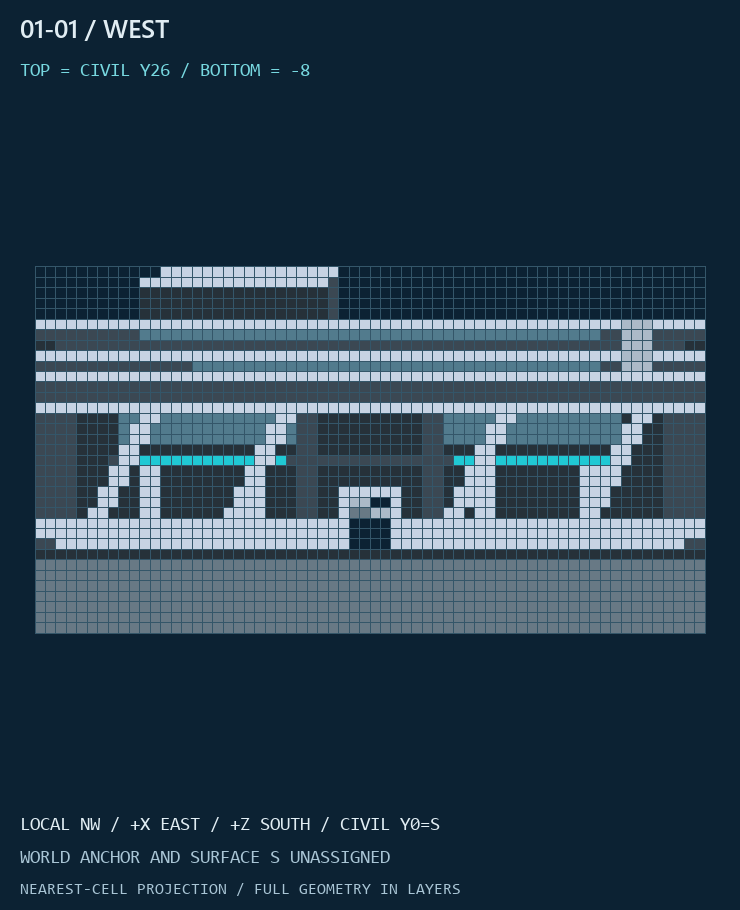 01-01 / WEST
TOP = CIVIL Y26 / BOTTOM = -8
LOCAL NW / +X EAST / +Z SOUTH / CIVIL Y0=S
WORLD ANCHOR AND SURFACE S UNASSIGNED
NEAREST-CELL PROJECTION / FULL GEOMETRY IN LAYERS